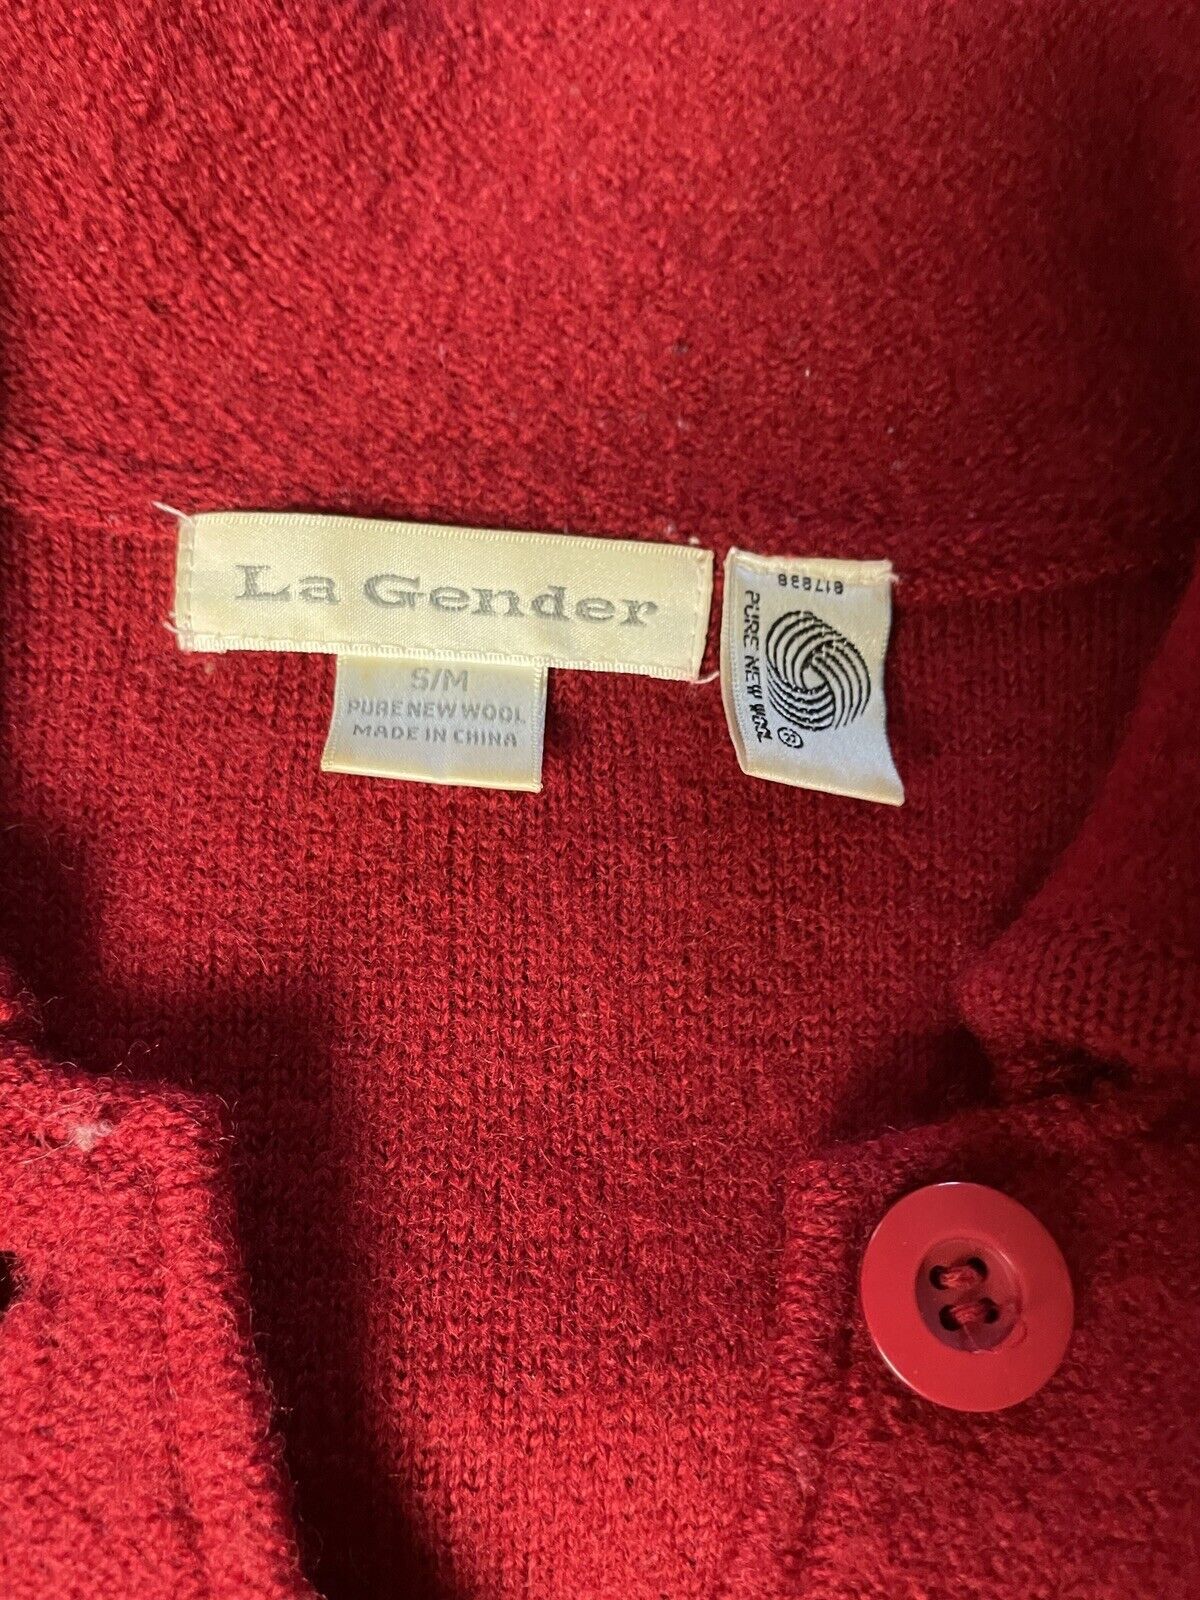 La Gender
S/M
PURE NEW WOOL
MADE IN CHINA
817838
PURE NEW WOOL
®